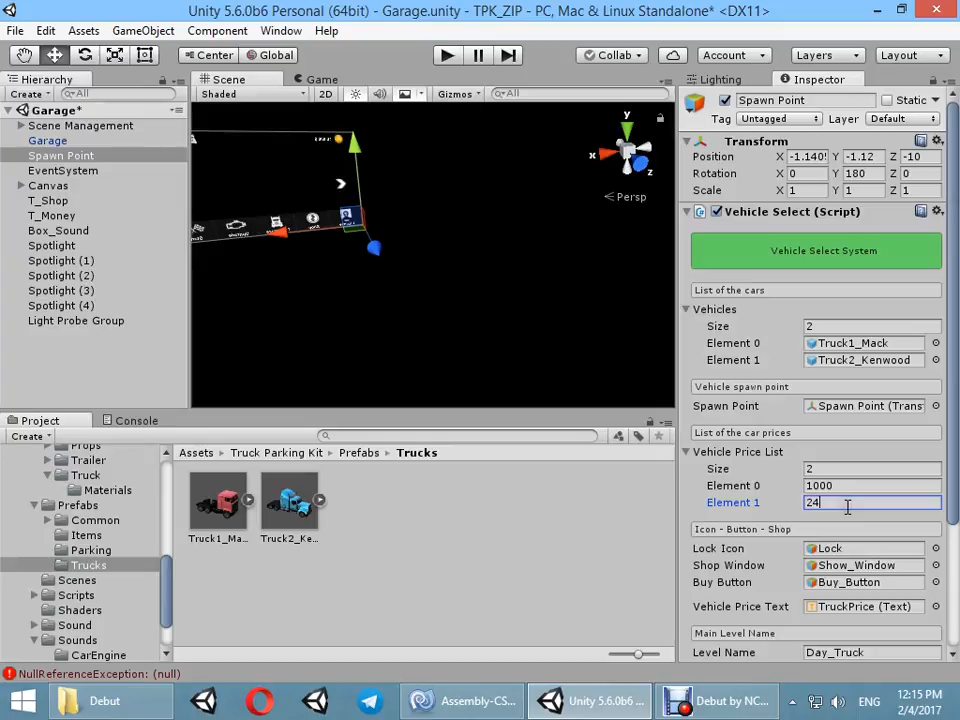 Unity 5.6.0b6 Personal (64bit) - Garage.unity - TPK_ZIP - PC, Mac & Linux Standalone* <DX11>
File Edit Assets GameObject Component Window Help
Center Global Collab Account Layers Layout
Hierarchy
Create All
Garage*
Scene Management
Garage
Spawn Point
EventSystem
Canvas
T_Shop
T_Money
Box_Sound
Spotlight
Spotlight (1)
Spotlight (2)
Spotlight (3)
Spotlight (4)
Light Probe Group
Scene Game
Shaded 2D Gizmos All
y
x
z
Persp
Lighting Inspector
Spawn Point Static
Tag Untagged Layer Default
Transform
Position X -1.140! Y -1.12 Z -10
Rotation X 0 Y 180 Z 0
Scale X 1 Y 1 Z 1
Vehicle Select (Script)
Vehicle Select System
List of the cars
Vehicles
Size 2
Element 0 Truck1_Mack
Element 1 Truck2_Kenwood
Vehicle spawn point
Spawn Point Spawn Point (Trans
List of the car prices
Vehicle Price List
Size 2
Element 0 1000
Element 1 24
Icon - Button - Shop
Lock Icon Lock
Shop Window Show_Window
Buy Button Buy_Button
Vehicle Price Text TruckPrice (Text)
Main Level Name
Level Name Day_Truck
Project Console
Create
Props
Trailer
Truck
Materials
Prefabs
Common
Items
Parking
Trucks
Scenes
Scripts
Shaders
Sound
Sounds
CarEngine
Assets Truck Parking Kit Prefabs Trucks
Truck1_Ma... Truck2_Ke...
NullReferenceException: (null)
Debut Assembly-CS... Unity 5.6.0b6 ... Debut by NC... ENG 12:15 PM
2/4/2017